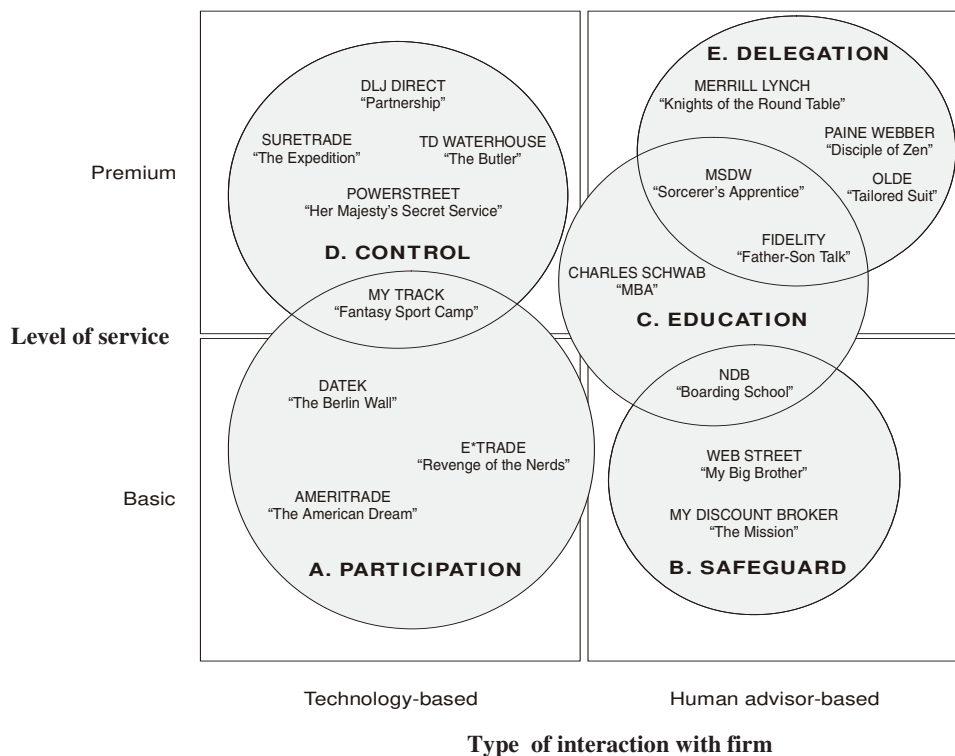 E. DELEGATION
DLJ DIRECT
“Partnership”
MERRILL LYNCH
“Knights of the Round Table”
SURETRADE
“The Expedition”
TD WATERHOUSE
“The Butler”
PAINE WEBBER
“Disciple of Zen”
Premium
MSDW
“Sorcerer’s Apprentice”
OLDE
“Tailored Suit”
POWERSTREET
“Her Majesty’s Secret Service”
D. CONTROL
FIDELITY
“Father-Son Talk”
CHARLES SCHWAB
“MBA”
MY TRACK
“Fantasy Sport Camp”
C. EDUCATION
Level of service
DATEK
“The Berlin Wall”
NDB
“Boarding School”
E*TRADE
“Revenge of the Nerds”
WEB STREET
“My Big Brother”
Basic
AMERITRADE
“The American Dream”
MY DISCOUNT BROKER
“The Mission”
A. PARTICIPATION
B. SAFEGUARD
Technology-based
Human advisor-based
Type of interaction with firm